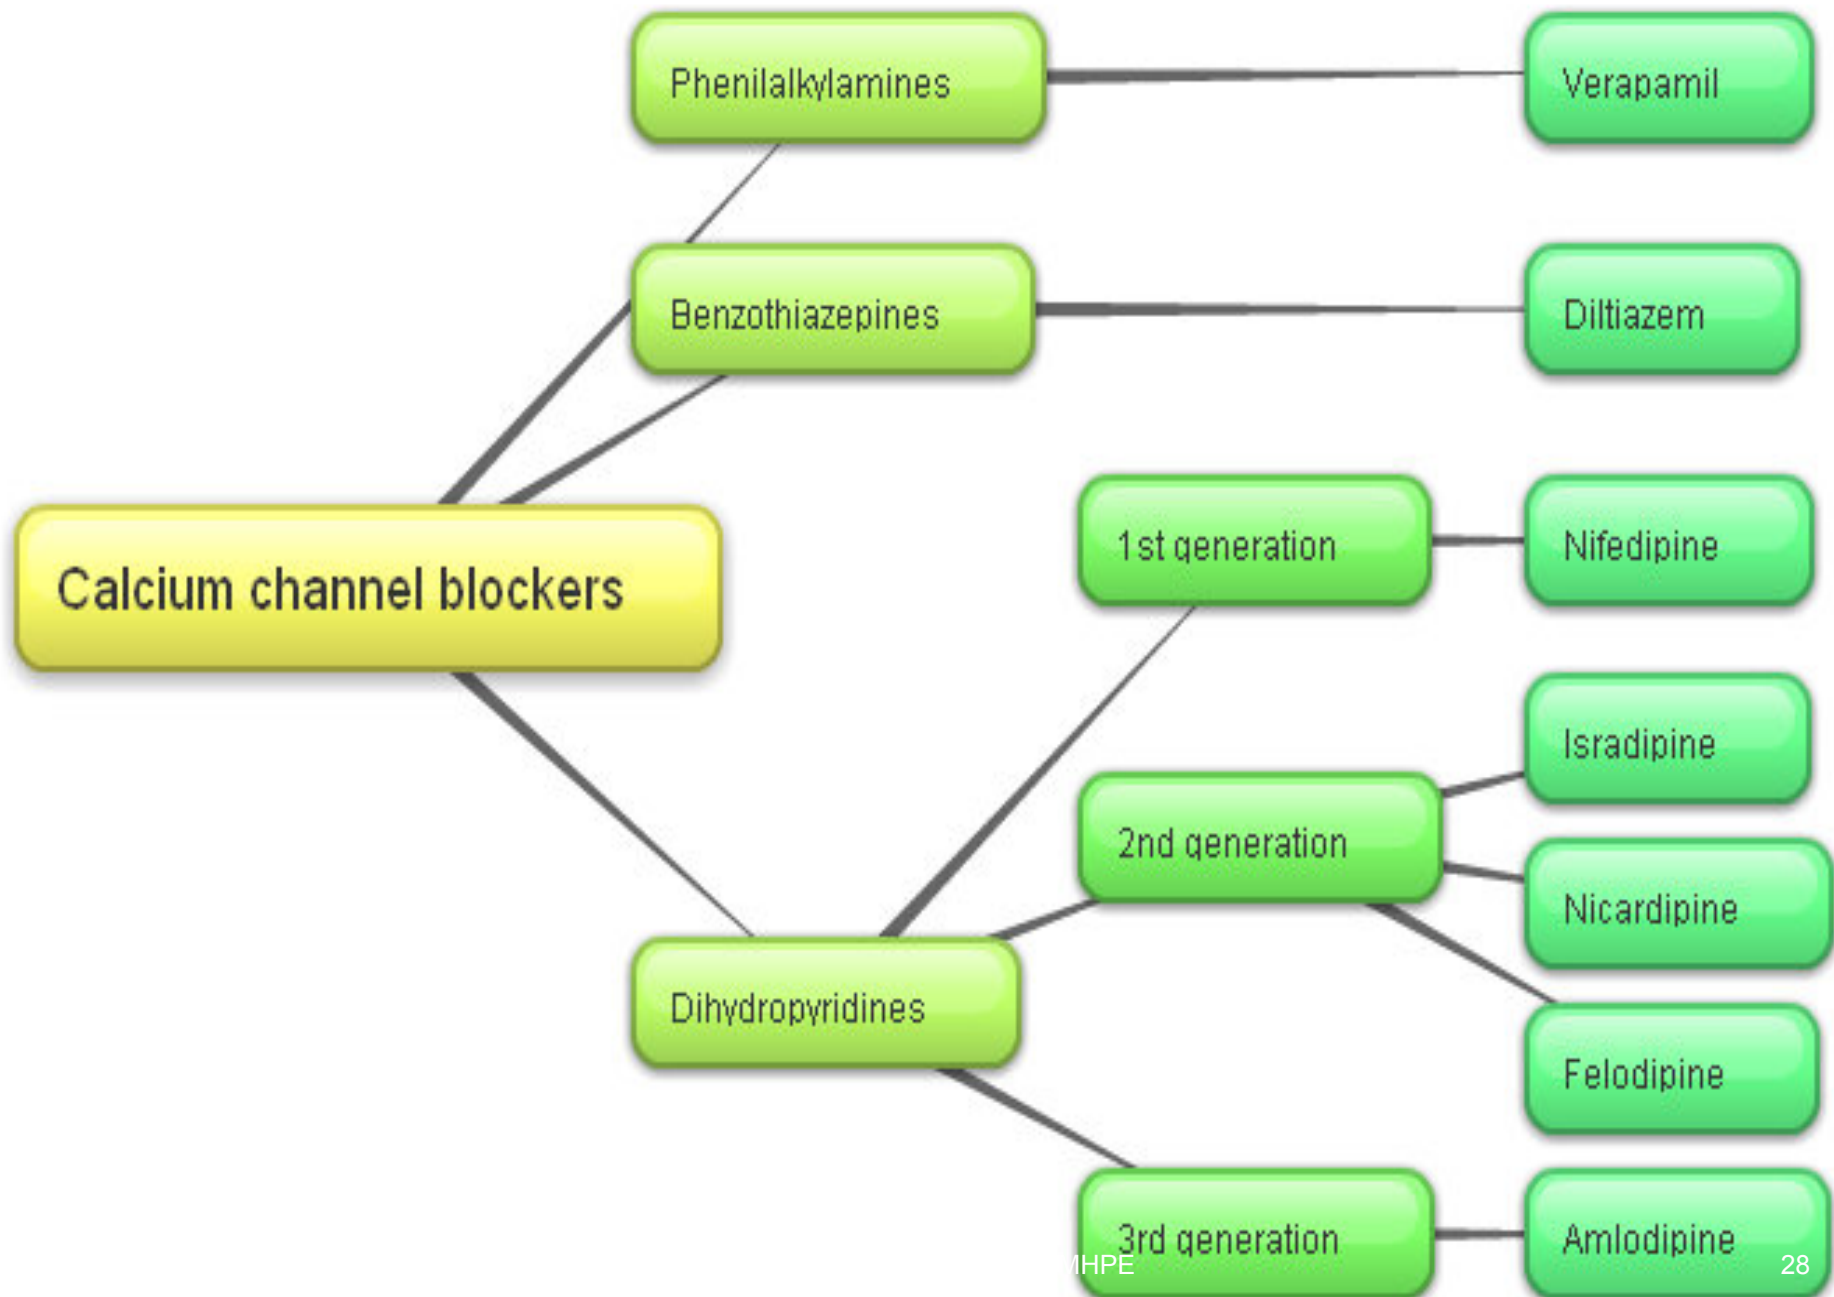 Phenilalkylamines
Verapamil
Benzothiazepines
Diltiazem
Calcium channel blockers
1st generation
Nifedipine
2nd generation
Isradipine
Nicardipine
Felodipine
Dihydropyridines
3rd generation
Amlodipine
MHPE
28